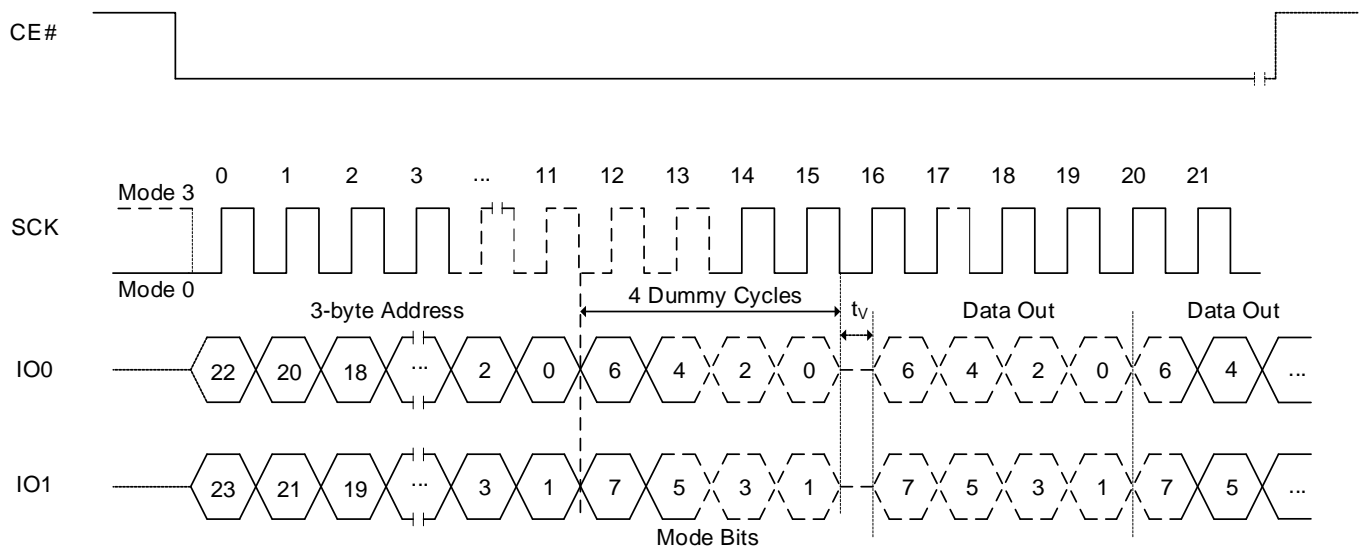 CE#
0 1 2 3 ... 11 12 13 14 15 16 17 18 19 20 21
Mode 3
SCK
Mode 0
4 Dummy Cycles
3-byte Address tV Data Out Data Out
IO0 22 20 18 ... 2 0 6 4 2 0 6 4 2 0 6 4 ...
IO1 23 21 19 ... 3 1 7 5 3 1 7 5 3 1 7 5 ...
Mode Bits